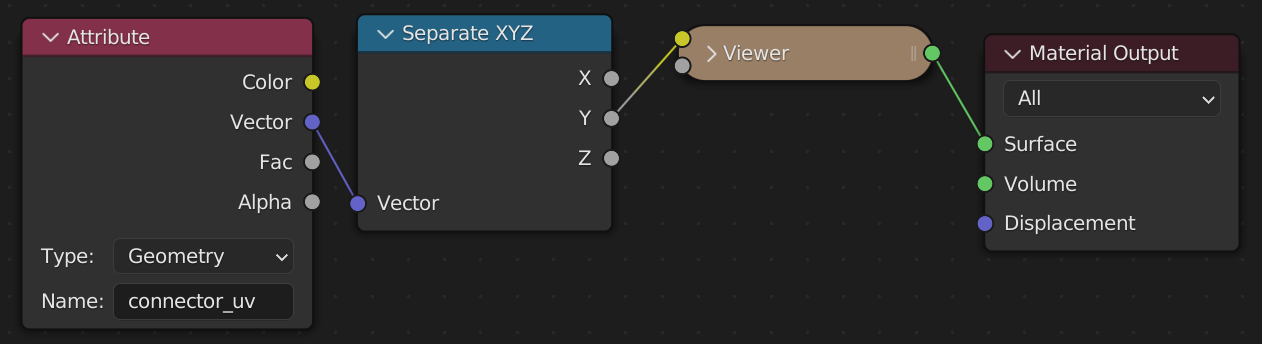 Attribute
Color
Vector
Fac
Alpha
Type: Geometry
Name: connector_uv
Separate XYZ
X
Y
Z
Vector
Viewer
Material Output
All
Surface
Volume
Displacement